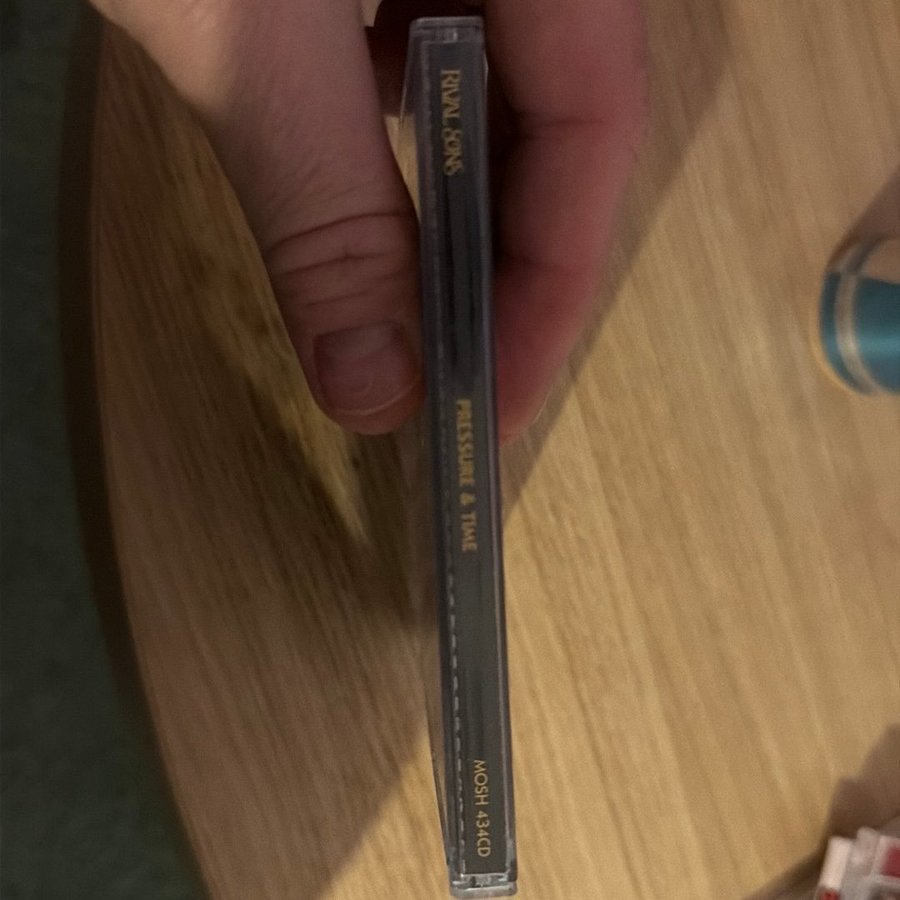 RIVAL SONS
PRESSURE & TIME
MOSH 434CD